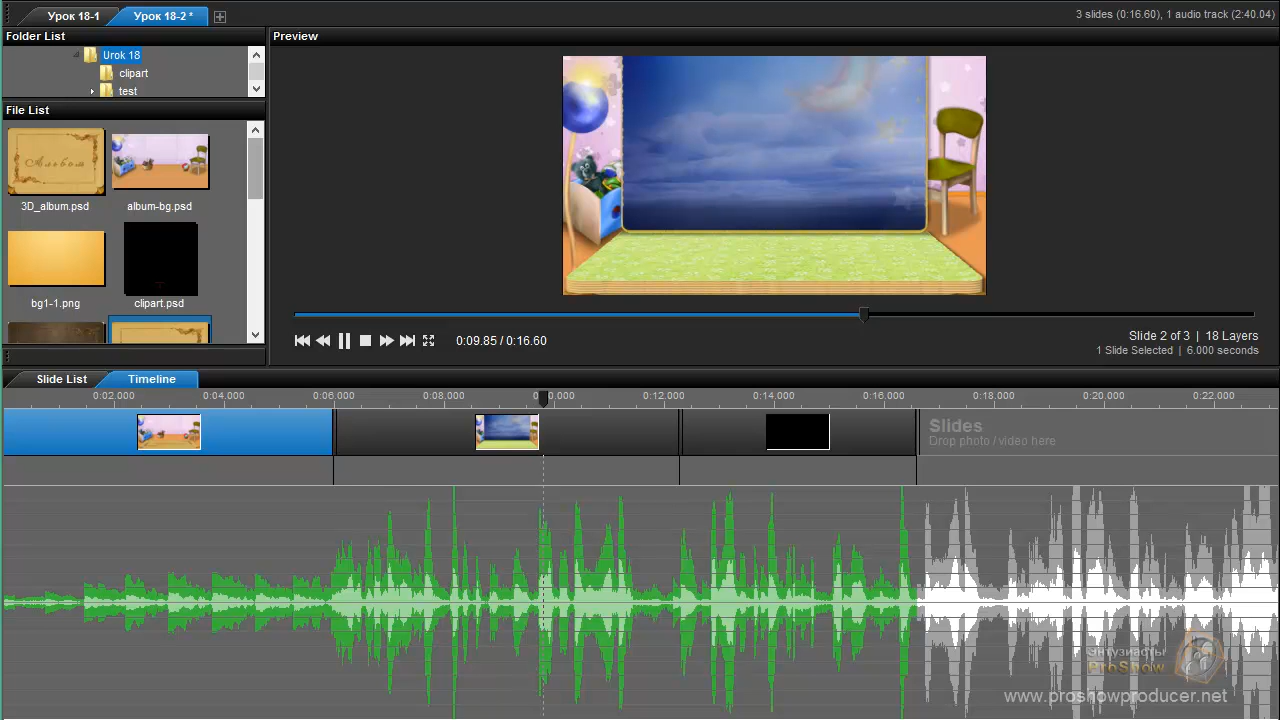 Урок 18-1
Урок 18-2 *
3 slides (0:16.60), 1 audio track (2:40.04)
Folder List
Urok 18
clipart
test
File List
Альбом
3D_album.psd
album-bg.psd
bg1-1.png
clipart.psd
Preview
0:09.85 / 0:16.60
Slide 2 of 3 | 18 Layers
1 Slide Selected | 6.000 seconds
Slide List
Timeline
0:02.000
0:04.000
0:06.000
0:08.000
0:12.000
0:14.000
0:16.000
0:18.000
0:20.000
0:22.000
Slides
Drop photo / video here
Энтузиасты
ProShow
www.proshowproducer.net